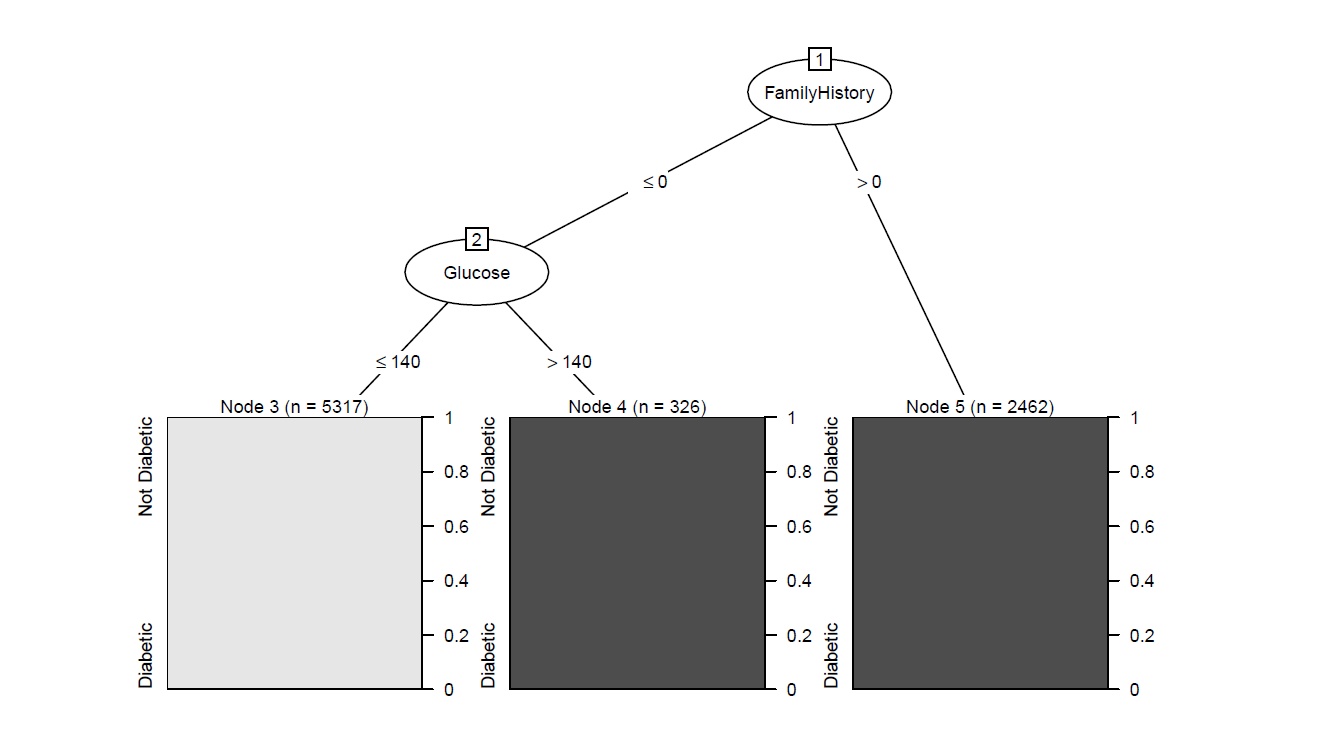 1
FamilyHistory
≤ 0
> 0
2
Glucose
≤ 140
> 140
Node 3 (n = 5317)
Not Diabetic
Diabetic
1
0.8
0.6
0.4
0.2
0
Node 4 (n = 326)
Not Diabetic
Diabetic
1
0.8
0.6
0.4
0.2
0
Node 5 (n = 2462)
Not Diabetic
Diabetic
1
0.8
0.6
0.4
0.2
0